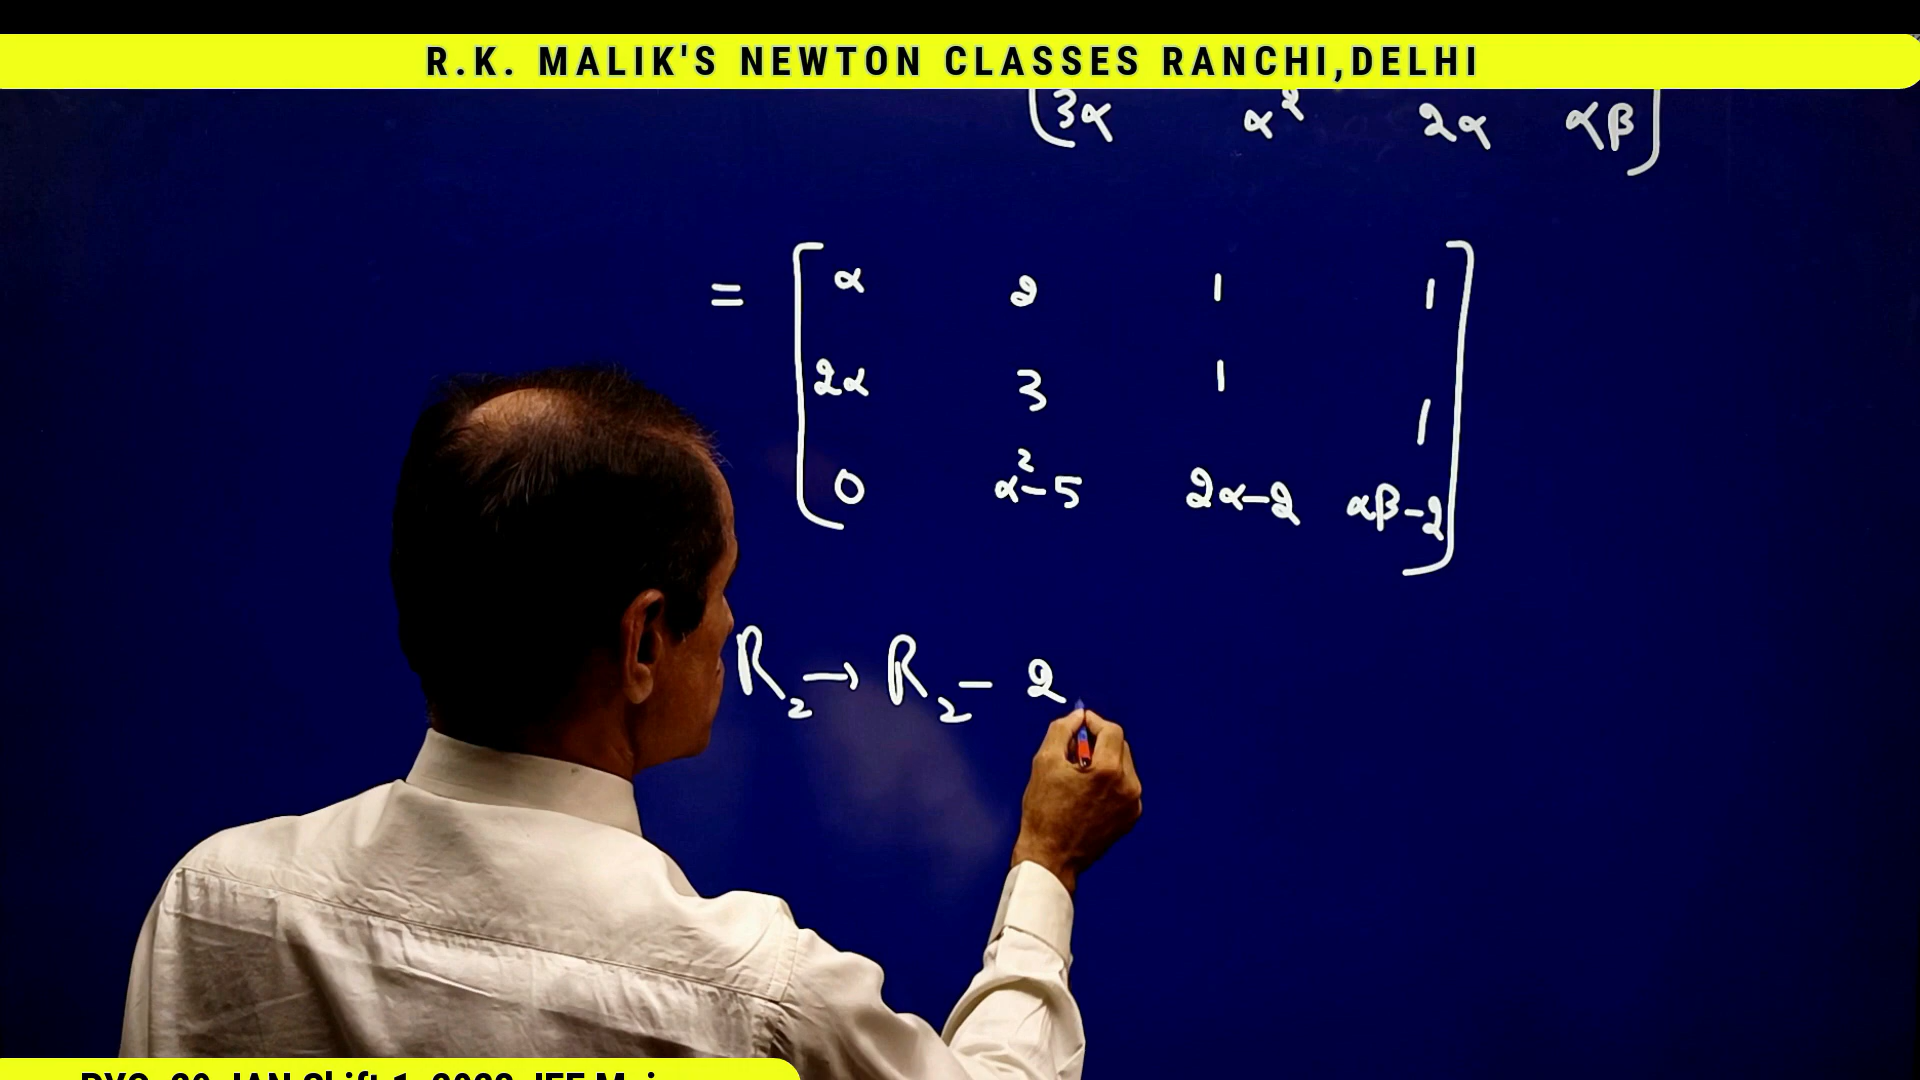 R.K. MALIK'S NEWTON CLASSES RANCHI,DELHI
3α α² 2α αβ
= α 2 1 1
2α 3 1 1
0 α²-5 2α-2 αβ-2
R₂ → R₂ - 2